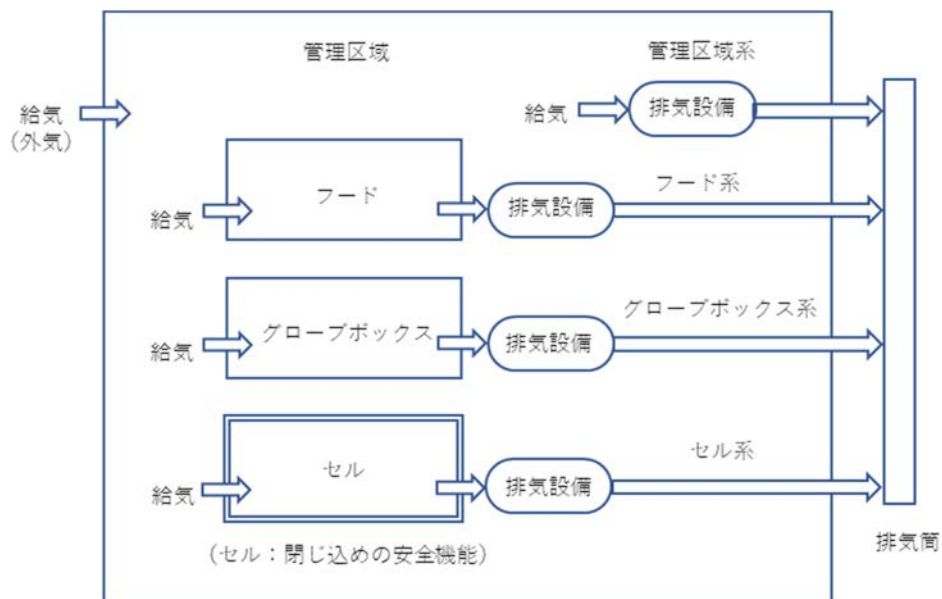 管理区域
管理区域系
給気
(外気)
給気
排気設備
フード系
フード
給気
排気設備
グローブボックス系
グローブボックス
給気
排気設備
セル系
セル
給気
排気設備
(セル：閉じ込めの安全機能)
排気筒